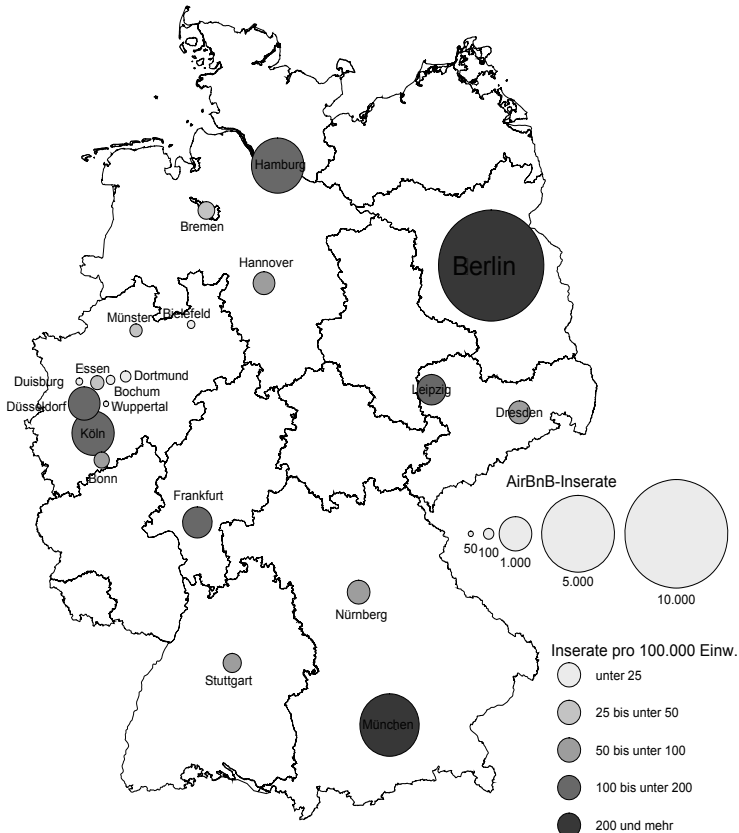 Hamburg
Bremen
Berlin
Hannover
Münster
Bielefeld
Essen
Dortmund
Duisburg
Bochum
Düsseldorf
Wuppertal
Leipzig
Köln
Dresden
Bonn
Frankfurt
AirBnB-Inserate
50
100
1.000
5.000
10.000
Nürnberg
Stuttgart
München
Inserate pro 100.000 Einw.
unter 25
25 bis unter 50
50 bis unter 100
100 bis unter 200
200 und mehr